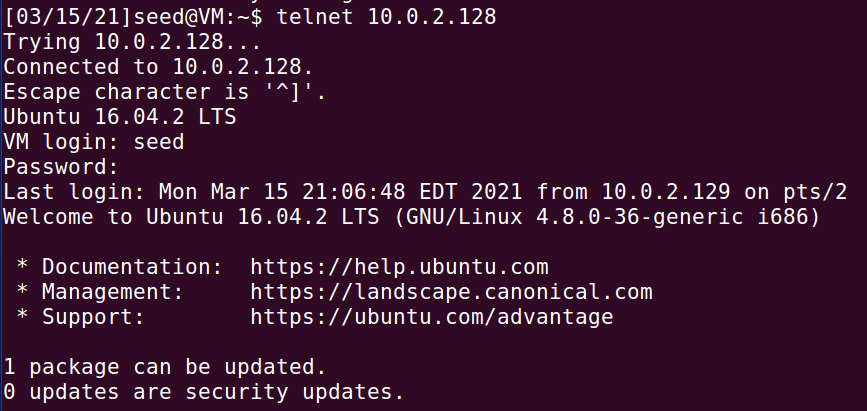 [03/15/21]seed@VM:~$ telnet 10.0.2.128
Trying 10.0.2.128...
Connected to 10.0.2.128.
Escape character is '^]'.
Ubuntu 16.04.2 LTS
VM login: seed
Password:
Last login: Mon Mar 15 21:06:48 EDT 2021 from 10.0.2.129 on pts/2
Welcome to Ubuntu 16.04.2 LTS (GNU/Linux 4.8.0-36-generic i686)
* Documentation:  https://help.ubuntu.com
* Management:     https://landscape.canonical.com
* Support:        https://ubuntu.com/advantage
1 package can be updated.
0 updates are security updates.